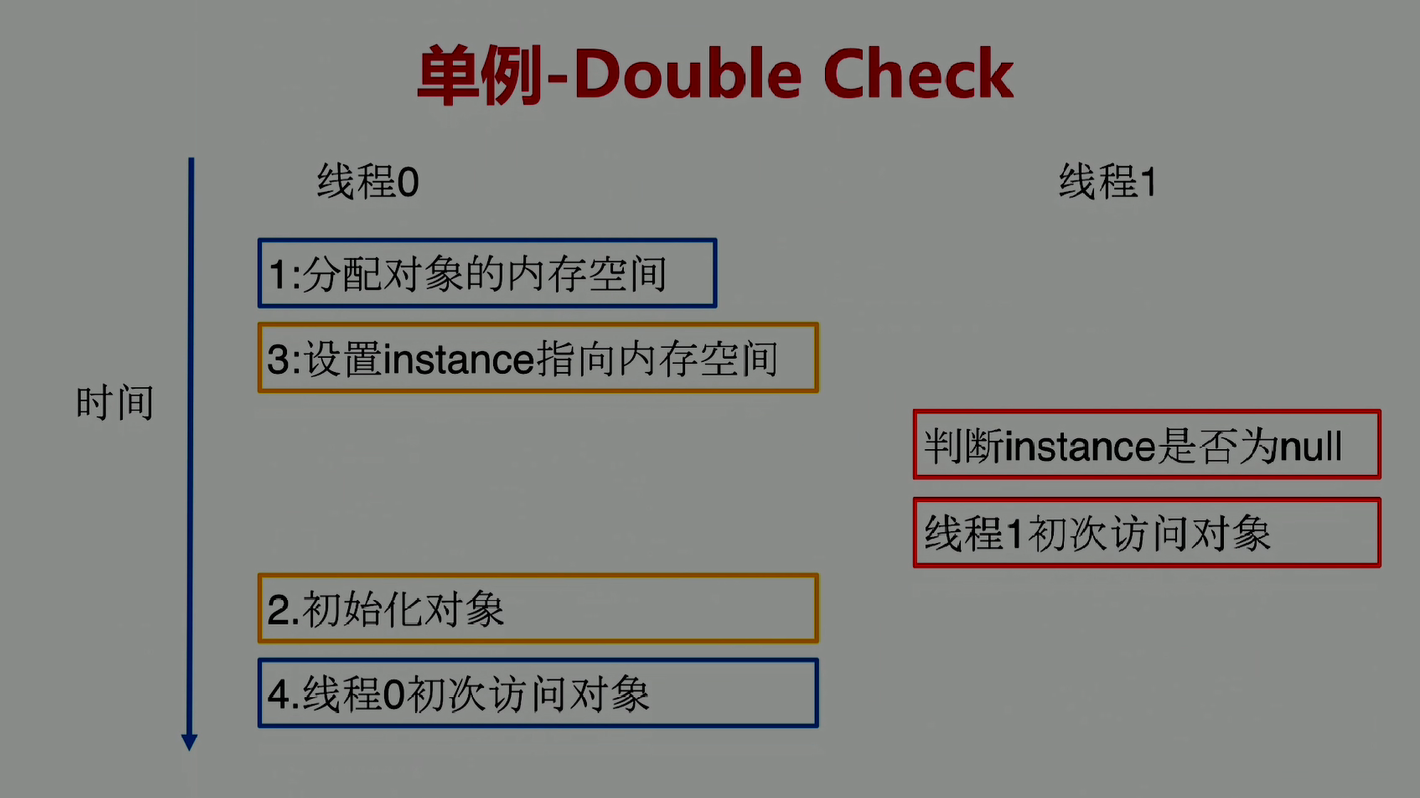 单例-Double Check
线程0
线程1
1:分配对象的内存空间
3:设置instance指向内存空间
时间
判断instance是否为null
线程1初次访问对象
2.初始化对象
4.线程0初次访问对象